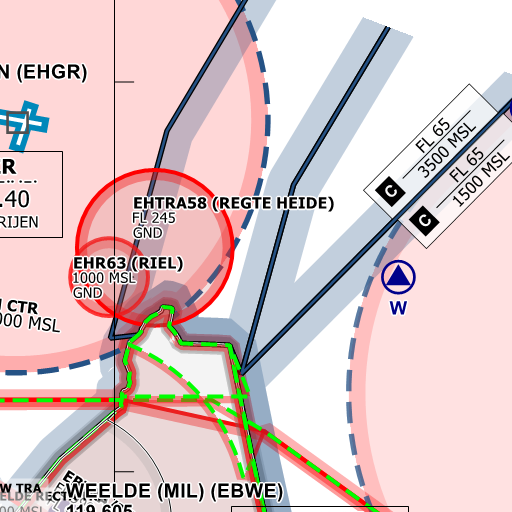 N (EHGR)
FL 65
3500 MSL
C
FL 65
1500 MSL
C
ER
.40
RIJEN
EHTRA58 (REGTE HEIDE)
FL 245
GND
EHR63 (RIEL)
1000 MSL
GND
CTR
000 MSL
W
W TRA
WEELDE (MIL) (EBWE)
119.605